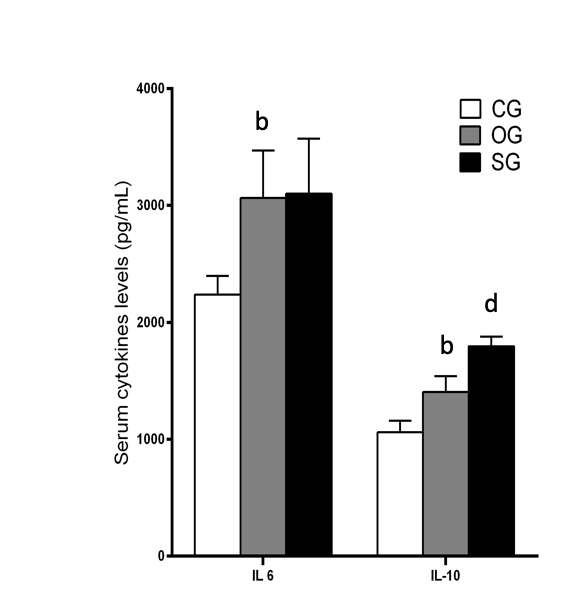 4000
3000
2000
1000
0
Serum cytokines levels (pg/mL)
b
b
d
CG
OG
SG
IL 6
IL-10